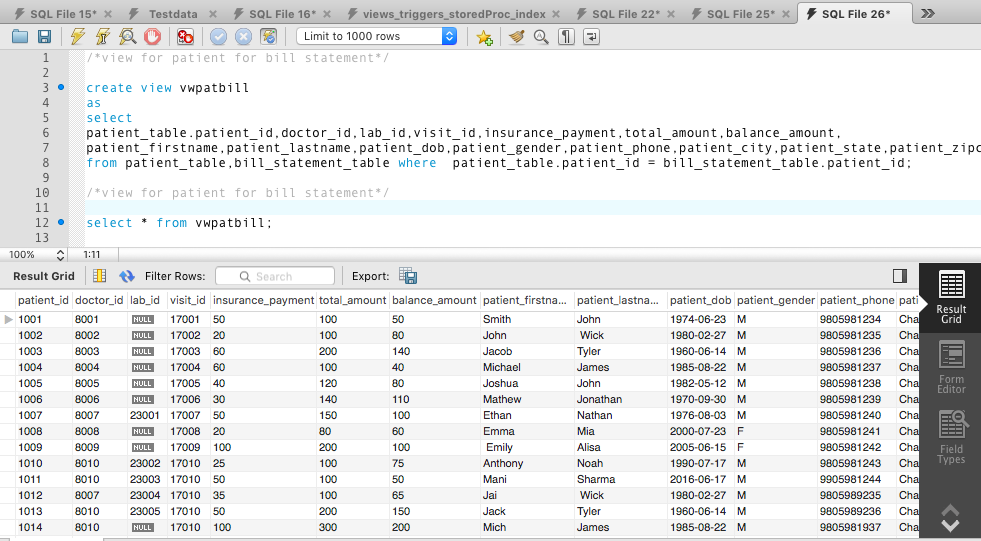 SQL File 15* Testdata SQL File 16* views_triggers_storedProc_index SQL File 22* SQL File 25* SQL File 26*
Limit to 1000 rows
1 /*view for patient for bill statement*/
2
3 create view vwpatbill
4 as
5 select
6 patient_table.patient_id,doctor_id,lab_id,visit_id,insurance_payment,total_amount,balance_amount,
7 patient_firstname,patient_lastname,patient_dob,patient_gender,patient_phone,patient_city,patient_state,patient_zipc
8 from patient_table,bill_statement_table where  patient_table.patient_id = bill_statement_table.patient_id;
9
10 /*view for patient for bill statement*/
11
12 select * from vwpatbill;
13
100% 1:11
Result Grid Filter Rows: Search Export:
patient_id doctor_id lab_id visit_id insurance_payment total_amount balance_amount patient_firstna... patient_lastna... patient_dob patient_gender patient_phone pati
1001 8001 NULL 17001 50 100 50 Smith John 1974-06-23 M 9805981234 Cha
1002 8002 NULL 17002 20 100 80 John Wick 1980-02-27 M 9805981235 Cha
1003 8003 NULL 17003 60 200 140 Jacob Tyler 1960-06-14 M 9805981236 Cha
1004 8004 NULL 17004 60 100 40 Michael James 1985-08-22 M 9805981237 Cha
1005 8005 NULL 17005 40 120 80 Joshua John 1982-05-12 M 9805981238 Cha
1006 8006 NULL 17006 30 140 110 Mathew Jonathan 1970-09-30 M 9805981239 Cha
1007 8007 23001 17007 50 150 100 Ethan Nathan 1976-08-03 M 9805981240 Cha
1008 8008 NULL 17008 20 80 60 Emma Mia 2000-07-23 F 9805981241 Cha
1009 8009 NULL 17009 100 200 100 Emily Alisa 2005-06-15 F 9805981242 Cha
1010 8010 23002 17010 25 100 75 Anthony Noah 1990-07-17 M 9805981243 Cha
1011 8010 23003 17010 50 100 50 Mani Sharma 2016-06-17 M 9905981244 Cha
1012 8007 23004 17010 35 100 65 Jai Wick 1980-02-27 M 9805989235 Cha
1013 8010 23005 17010 50 200 150 Jack Tyler 1960-06-14 M 9805989236 Cha
1014 8010 NULL 17010 100 300 200 Mich James 1985-08-22 M 9805981937 Cha
Result
Grid
Form
Editor
Field
Types